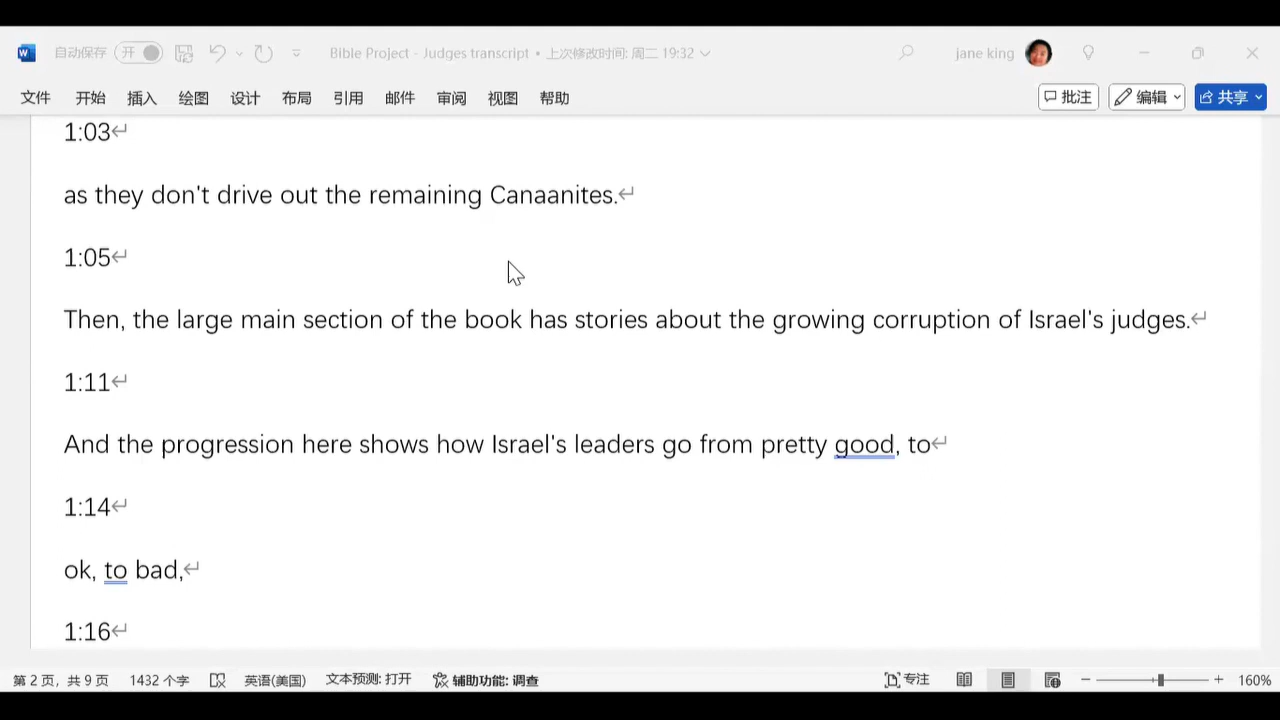 自动保存 开 Bible Project - Judges transcript • 上次修改时间: 周二 19:32 jane king
文件 开始 插入 绘图 设计 布局 引用 邮件 审阅 视图 帮助 批注 编辑 共享
1:03
as they don't drive out the remaining Canaanites.
1:05
Then, the large main section of the book has stories about the growing corruption of Israel's judges.
1:11
And the progression here shows how Israel's leaders go from pretty good, to
1:14
ok, to bad,
1:16
第 2 页，共 9 页 1432 个字 英语(美国) 文本预测: 打开 辅助功能: 调查 专注 160%